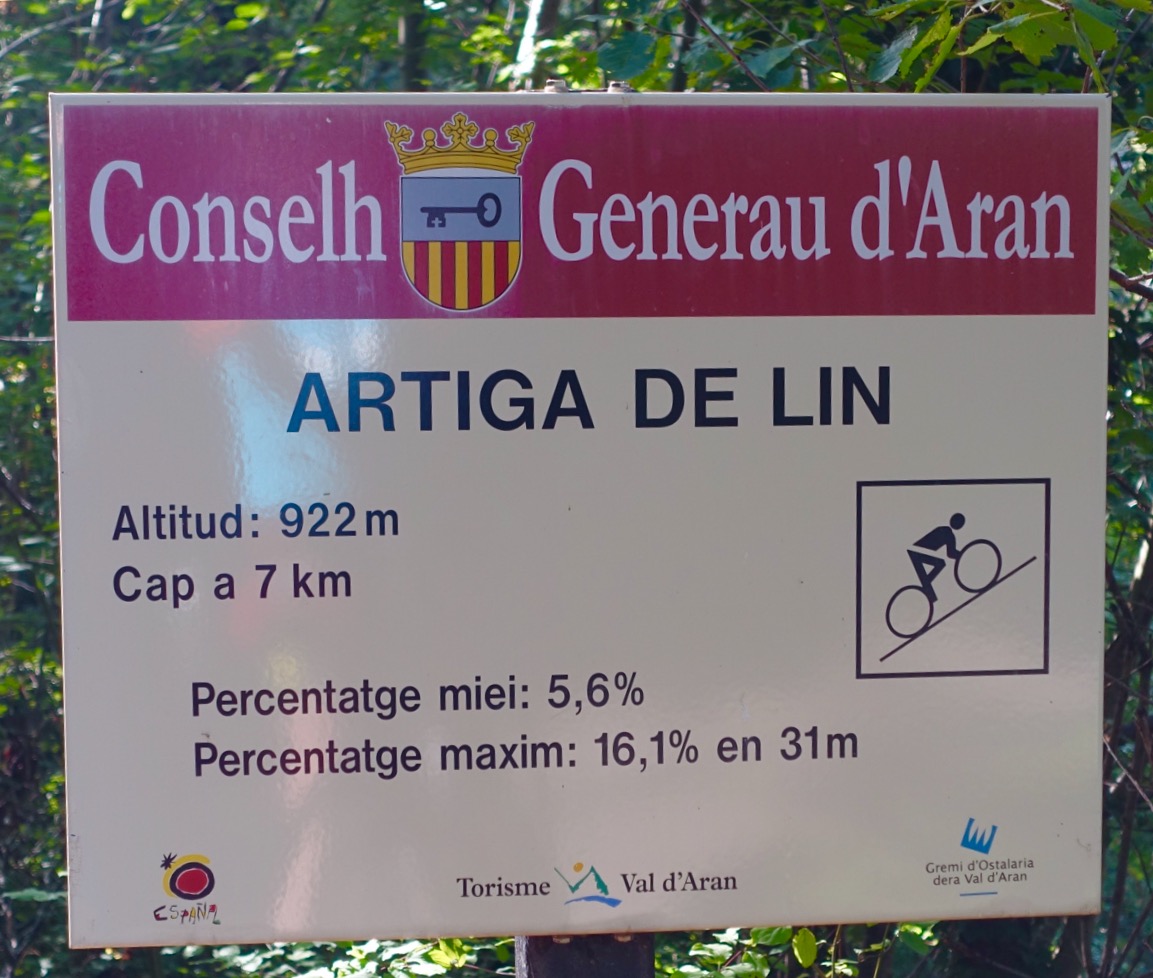 Conselh Generau d'Aran
ARTIGA DE LIN
Altitud: 922 m
Cap a 7 km
Percentatge miei: 5,6%
Percentatge maxim: 16,1% en 31m
ESPAÑA
Torisme Val d'Aran
Gremi d'Ostalaria
dera Val d'Aran